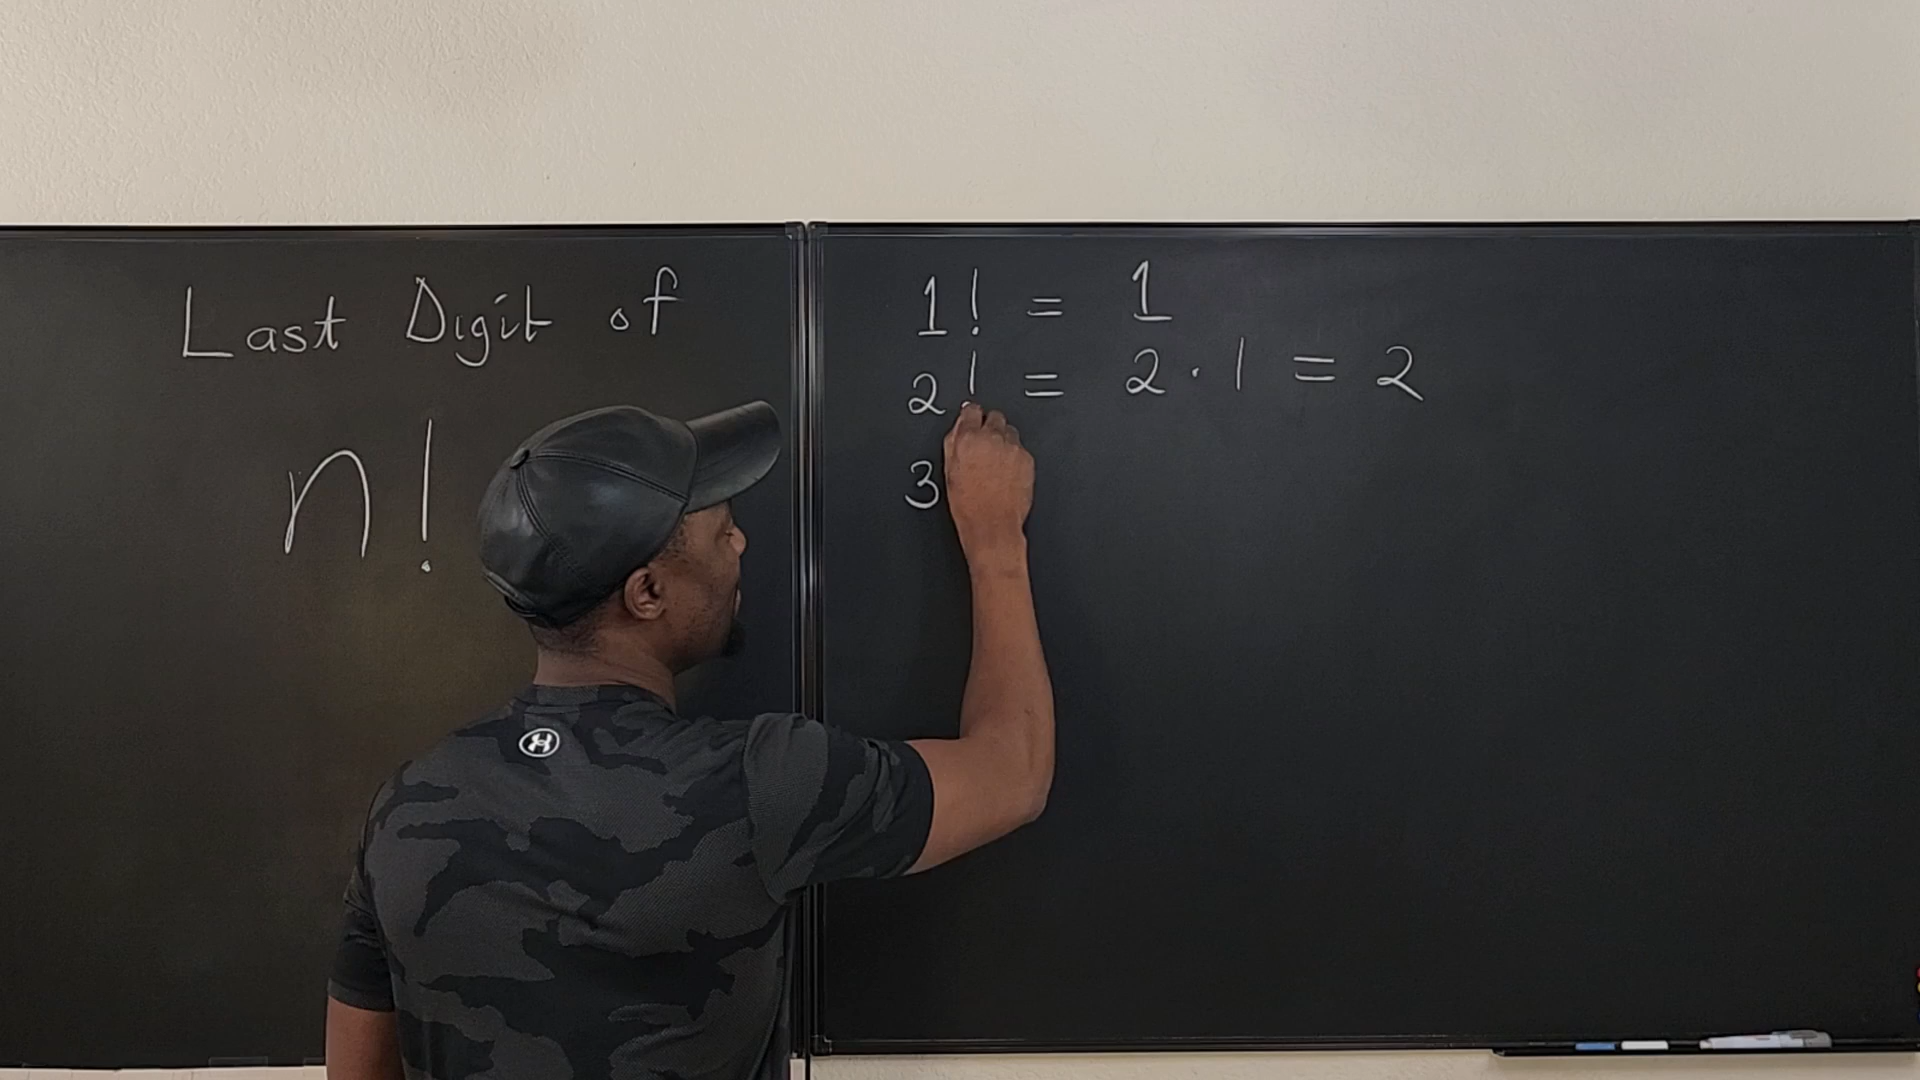 Last Digit of
n!
1! = 1
2! = 2 · 1 = 2
3